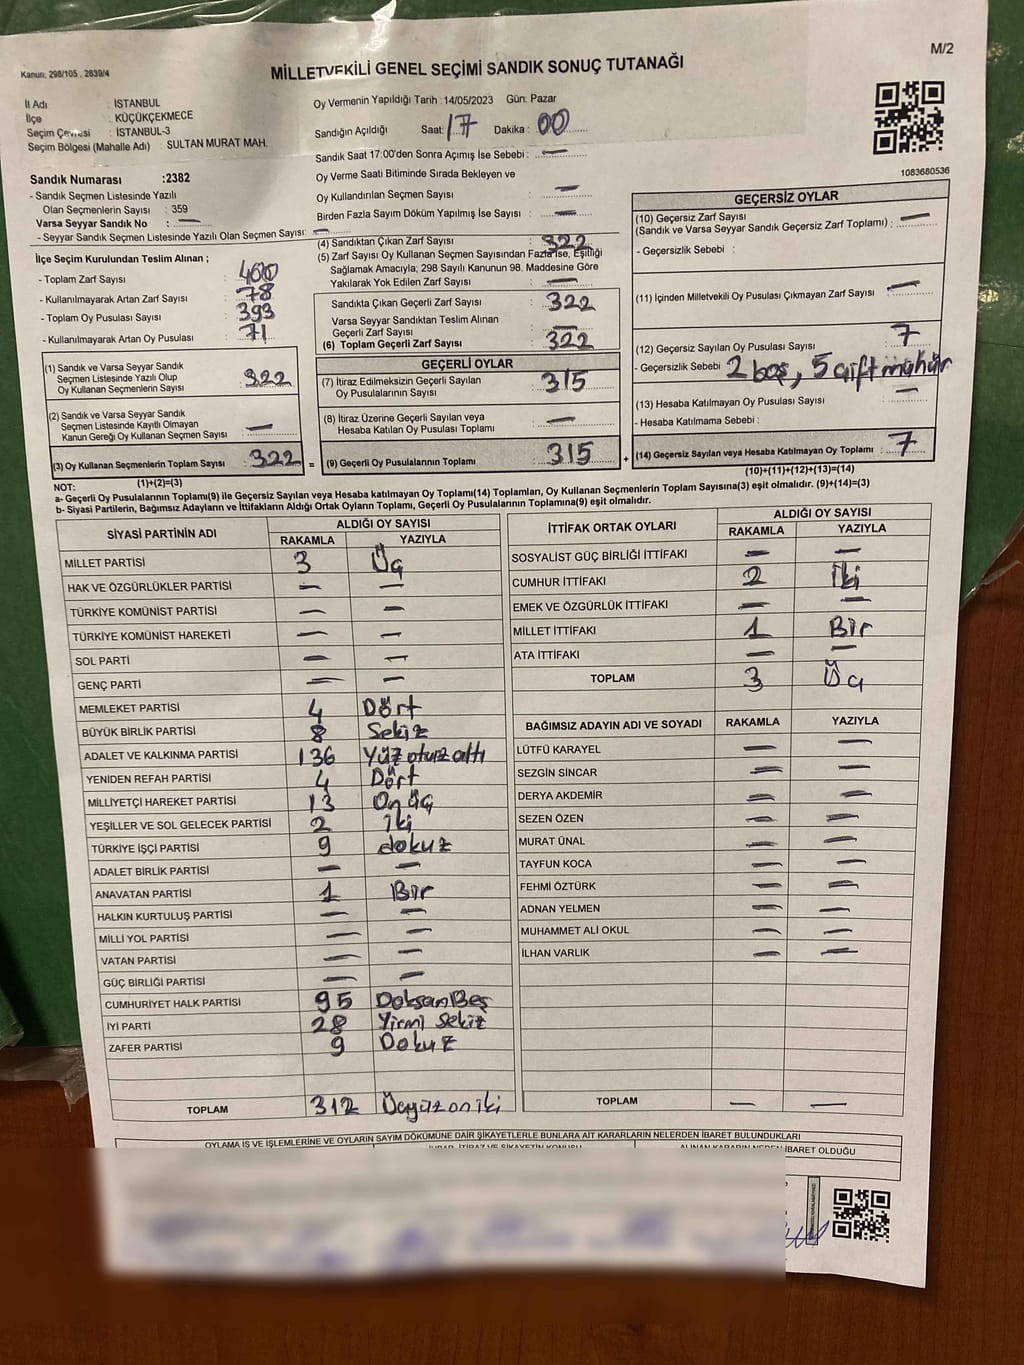 M/2
Kanun: 298/105 , 2839/4
MİLLETVEKİLİ GENEL SEÇİMİ SANDIK SONUÇ TUTANAĞI
İl Adı : İSTANBUL
İlçe : KÜÇÜKÇEKMECE
Seçim Çevresi : İSTANBUL-3
Seçim Bölgesi (Mahalle Adı) : SULTAN MURAT MAH.
Oy Vermenin Yapıldığı Tarih :14/05/2023 Gün: Pazar
Sandığın Açıldığı Saat: 17 Dakika : 00
Sandık Saat 17:00'den Sonra Açımış İse Sebebi : —
Oy Verme Saati Bitiminde Sırada Bekleyen ve
Oy Kullandırılan Seçmen Sayısı —
Birden Fazla Sayım Döküm Yapılmış İse Sayısı —
1083680536
Sandık Numarası :2382
- Sandık Seçmen Listesinde Yazılı
Olan Seçmenlerin Sayısı : 359
Varsa Seyyar Sandık No : —
- Seyyar Sandık Seçmen Listesinde Yazılı Olan Seçmen Sayısı: —
İlçe Seçim Kurulundan Teslim Alınan ;
- Toplam Zarf Sayısı : 400
- Kullanılmayarak Artan Zarf Sayısı : 78
- Toplam Oy Pusulası Sayısı : 393
- Kullanılmayarak Artan Oy Pusulası : 71
(4) Sandıktan Çıkan Zarf Sayısı : 322
(5) Zarf Sayısı Oy Kullanan Seçmen Sayısından Fazla İse, Eşitliği
Sağlamak Amacıyla; 298 Sayılı Kanunun 98. Maddesine Göre
Yakılarak Yok Edilen Zarf Sayısı : —
Sandıkta Çıkan Geçerli Zarf Sayısı : 322
Varsa Seyyar Sandıktan Teslim Alınan
Geçerli Zarf Sayısı : —
(6) Toplam Geçerli Zarf Sayısı : 322
GEÇERSİZ OYLAR
(10) Geçersiz Zarf Sayısı
(Sandık ve Varsa Seyyar Sandık Geçersiz Zarf Toplamı) : —
- Geçersizlik Sebebi :
(11) İçinden Milletvekili Oy Pusulası Çıkmayan Zarf Sayısı : —
(12) Geçersiz Sayılan Oy Pusulası Sayısı : 7
- Geçersizlik Sebebi : 2 boş, 5 çift mühür
(13) Hesaba Katılmayan Oy Pusulası Sayısı : —
- Hesaba Katılmama Sebebi :
(14) Geçersiz Sayılan veya Hesaba Katılmayan Oy Toplamı : 7
(10)+(11)+(12)+(13)=(14)
(1) Sandık ve Varsa Seyyar Sandık
Seçmen Listesinde Yazılı Olup
Oy Kullanan Seçmenlerin Sayısı : 322
(2) Sandık ve Varsa Seyyar Sandık
Seçmen Listesinde Kayıtlı Olmayan
Kanun Gereği Oy Kullanan Seçmen Sayısı : —
(3) Oy Kullanan Seçmenlerin Toplam Sayısı : 322 =
(1)+(2)=(3)
GEÇERLİ OYLAR
(7) İtiraz Edilmeksizin Geçerli Sayılan
Oy Pusulalarının Sayısı : 315
(8) İtiraz Üzerine Geçerli Sayılan veya
Hesaba Katılan Oy Pusulası Toplamı : —
(9) Geçerli Oy Pusulalarının Toplamı : 315 +
NOT:
a- Geçerli Oy Pusulalarının Toplamı(9) ile Geçersiz Sayılan veya Hesaba katılmayan Oy Toplamı(14) Toplamları, Oy Kullanan Seçmenlerin Toplam Sayısına(3) eşit olmalıdır. (9)+(14)=(3)
b- Siyasi Partilerin, Bağımsız Adayların ve İttifakların Aldığı Ortak Oyların Toplamı, Geçerli Oy Pusulalarının Toplamına(9) eşit olmalıdır.
SİYASİ PARTİNİN ADI ALDIĞI OY SAYISI
RAKAMLA YAZIYLA
MİLLET PARTİSİ 3 Üç
HAK VE ÖZGÜRLÜKLER PARTİSİ — —
TÜRKİYE KOMÜNİST PARTİSİ — —
TÜRKİYE KOMÜNİST HAREKETİ — —
SOL PARTİ — —
GENÇ PARTİ — —
MEMLEKET PARTİSİ 4 Dört
BÜYÜK BİRLİK PARTİSİ 8 Sekiz
ADALET VE KALKINMA PARTİSİ 136 Yüz otuz altı
YENİDEN REFAH PARTİSİ 4 Dört
MİLLİYETÇİ HAREKET PARTİSİ 13 On üç
YEŞİLLER VE SOL GELECEK PARTİSİ 2 iki
TÜRKİYE İŞÇİ PARTİSİ 9 dokuz
ADALET BİRLİK PARTİSİ — —
ANAVATAN PARTİSİ 1 Bir
HALKIN KURTULUŞ PARTİSİ — —
MİLLİ YOL PARTİSİ — —
VATAN PARTİSİ — —
GÜÇ BİRLİĞİ PARTİSİ — —
CUMHURİYET HALK PARTİSİ 95 Doksan Beş
İYİ PARTİ 28 Yirmi Sekiz
ZAFER PARTİSİ 9 Dokuz
TOPLAM 312 Üçyüz on iki
İTTİFAK ORTAK OYLARI ALDIĞI OY SAYISI
RAKAMLA YAZIYLA
SOSYALİST GÜÇ BİRLİĞİ İTTİFAKI — —
CUMHUR İTTİFAKI 2 İki
EMEK VE ÖZGÜRLÜK İTTİFAKI — —
MİLLET İTTİFAKI 1 Bir
ATA İTTİFAKI — —
TOPLAM 3 Üç
BAĞIMSIZ ADAYIN ADI VE SOYADI RAKAMLA YAZIYLA
LÜTFÜ KARAYEL — —
SEZGİN SİNCAR — —
DERYA AKDEMİR — —
SEZEN ÖZEN — —
MURAT ÜNAL — —
TAYFUN KOCA — —
FEHMİ ÖZTÜRK — —
ADNAN YELMEN — —
MUHAMMET ALİ OKUL — —
İLHAN VARLIK — —
TOPLAM — —
OYLAMA İŞ VE İŞLEMLERİNE VE OYLARIN SAYIM DÖKÜMÜNE DAİR ŞİKAYETLERLE BUNLARA AİT KARARLARIN NELERDEN İBARET BULUNDUKLARI
İBARET OLDUĞU